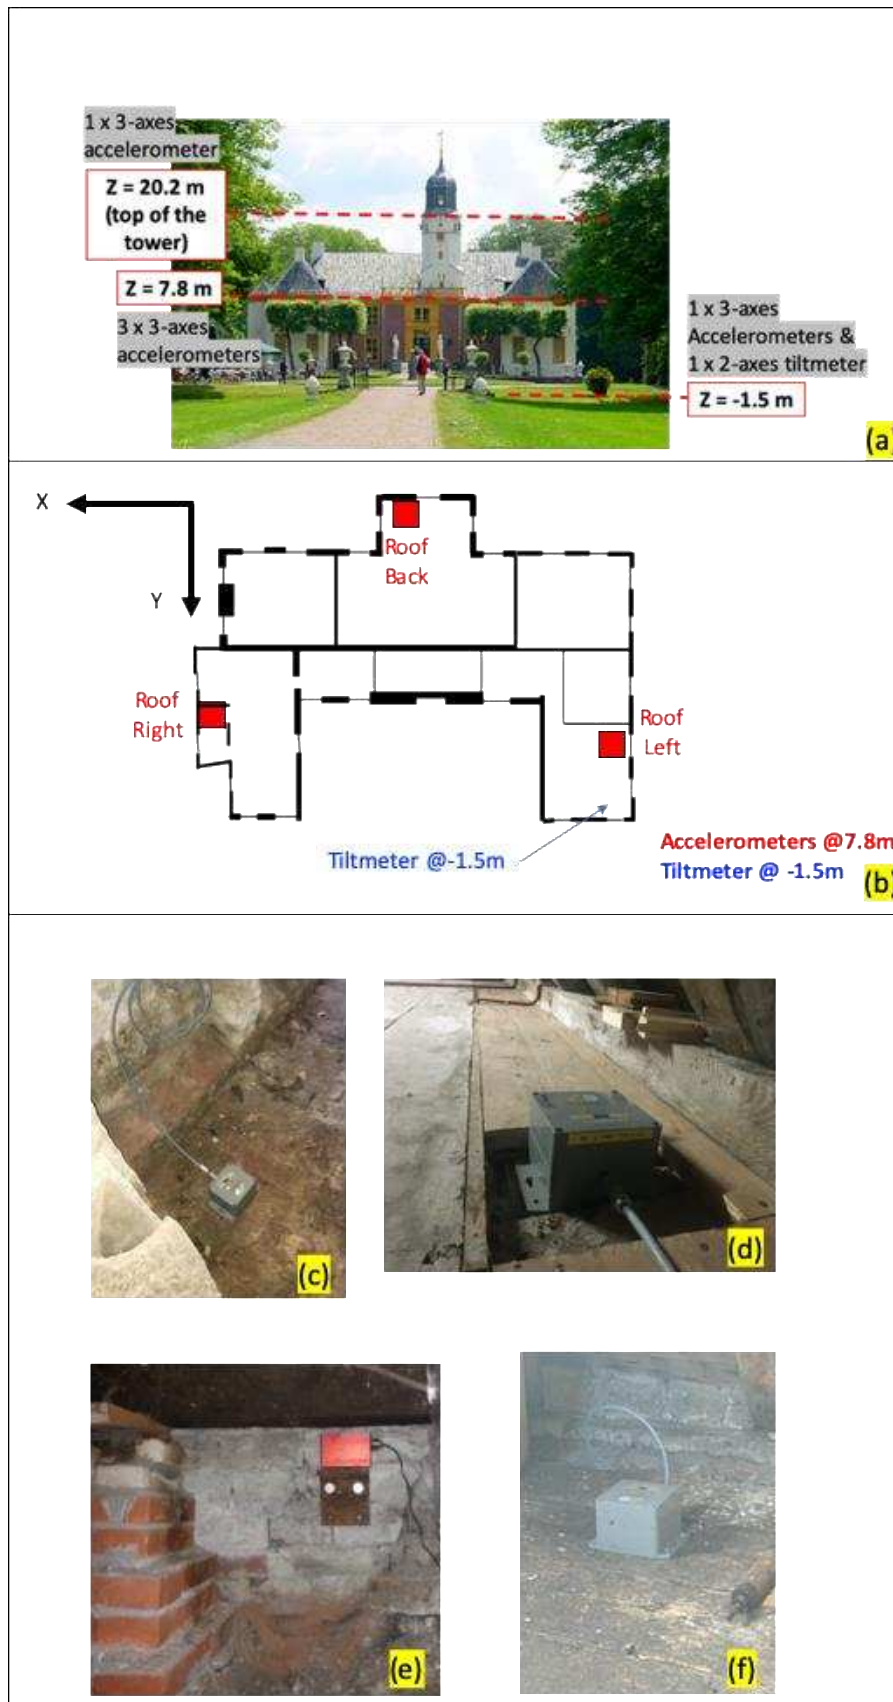 1 x 3-axes
accelerometer
Z = 20.2 m
(top of the
tower)
Z = 7.8 m
3 x 3-axes
accelerometers
1 x 3-axes
Accelerometers &
1 x 2-axes tiltmeter
Z = -1.5 m
(a)
X
Y
Roof
Back
Roof
Right
Roof
Left
Tiltmeter @-1.5m
Accelerometers @7.8m
Tiltmeter @ -1.5m
(b)
(c)
(d)
(e)
(f)